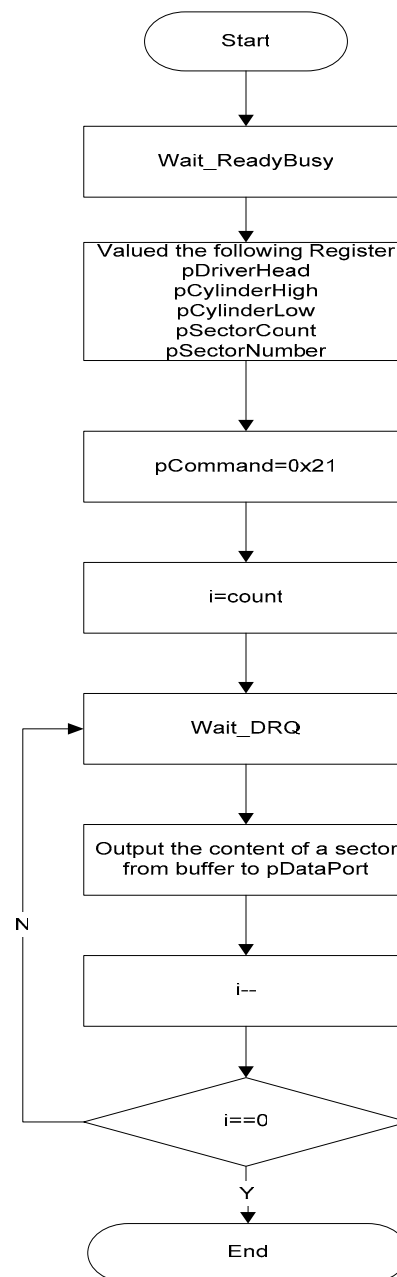 Start
Wait_ReadyBusy
Valued the following Register
pDriverHead
pCylinderHigh
pCylinderLow
pSectorCount
pSectorNumber
pCommand=0x21
i=count
Wait_DRQ
Output the content of a sector
from buffer to pDataPort
N
i--
i==0
Y
End